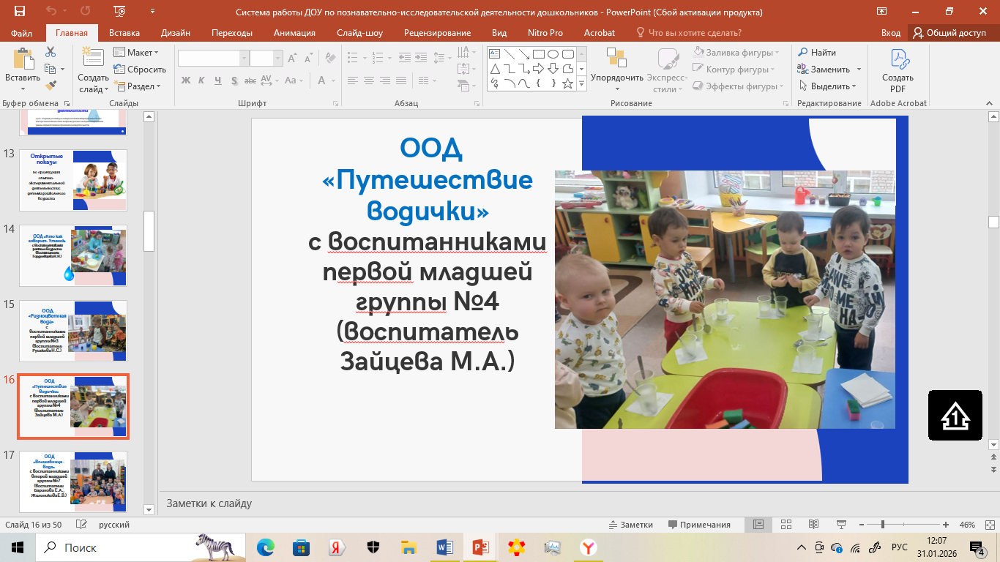 Система работы ДОУ по познавательно-исследовательской деятельности дошкольников - PowerPoint (Сбой активации продукта)
Файл Главная Вставка Дизайн Переходы Анимация Слайд-шоу Рецензирование Вид Nitro Pro Acrobat Что вы хотите сделать? Вход Общий доступ
Вставить
Создать слайд
Макет
Сбросить
Раздел
Ж К Ч S abc AV Aa A
Упорядочить
Экспресс-стили
Заливка фигуры
Контур фигуры
Эффекты фигуры
Найти
Заменить
Выделить
Создать PDF
Буфер обмена Слайды Шрифт Абзац Рисование Редактирование Adobe Acrobat
деятельности
13
Открытые
показы
по организации
опытно-
экспериментальной
деятельности с
детьми дошкольного
возраста
14
ООД «Кто как
говорит. Утенок»
с воспитанниками
15
ООД
«Разноцветная
вода»
с
воспитанниками
первой младшей
группы №3
(Воспитатель
Русакова Н.С.)
16
ООД
«Путешествие
водички»
с воспитанниками
первой младшей
группы №4
(воспитатель
Зайцева М.А.)
17
ООД
«Волшебница -
вода»
с воспитанниками
второй младшей
группы №7
(Воспитатели
Баринова Е.А.,
Жильникова Е.В.)
ООД
«Путешествие
водички»
с воспитанниками
первой младшей
группы №4
(воспитатель
Зайцева М.А.)
1
Заметки к слайду
Слайд 16 из 50 русский Заметки Примечания 46%
Поиск
РУС
12:07
31.01.2026
4